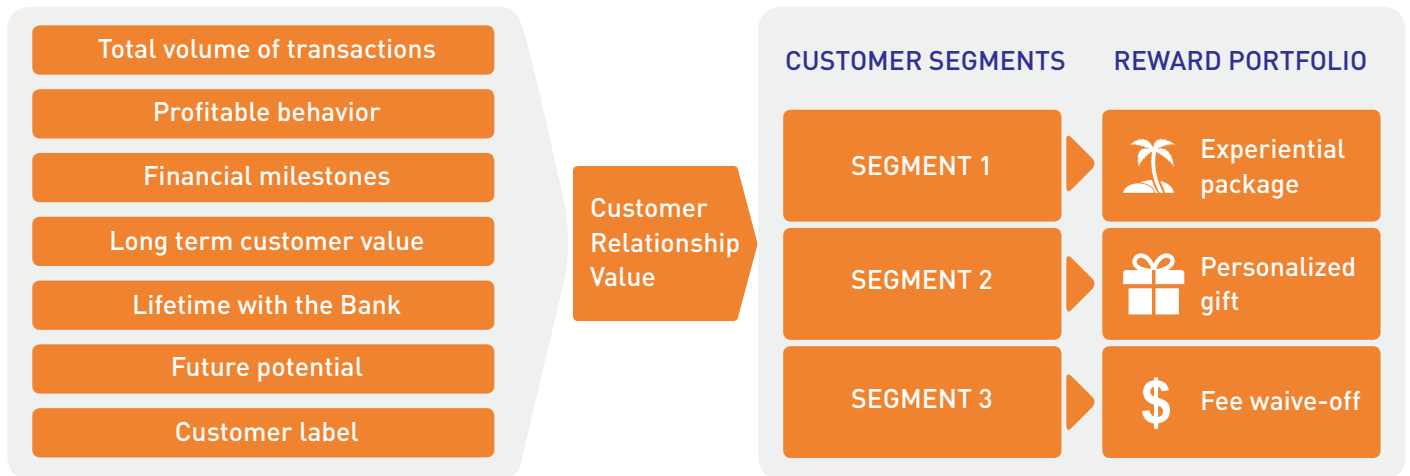 Total volume of transactions
Profitable behavior
Financial milestones
Long term customer value
Lifetime with the Bank
Future potential
Customer label
Customer
Relationship
Value
CUSTOMER SEGMENTS
REWARD PORTFOLIO
SEGMENT 1
Experiential
package
SEGMENT 2
Personalized
gift
SEGMENT 3
$
Fee waive-off